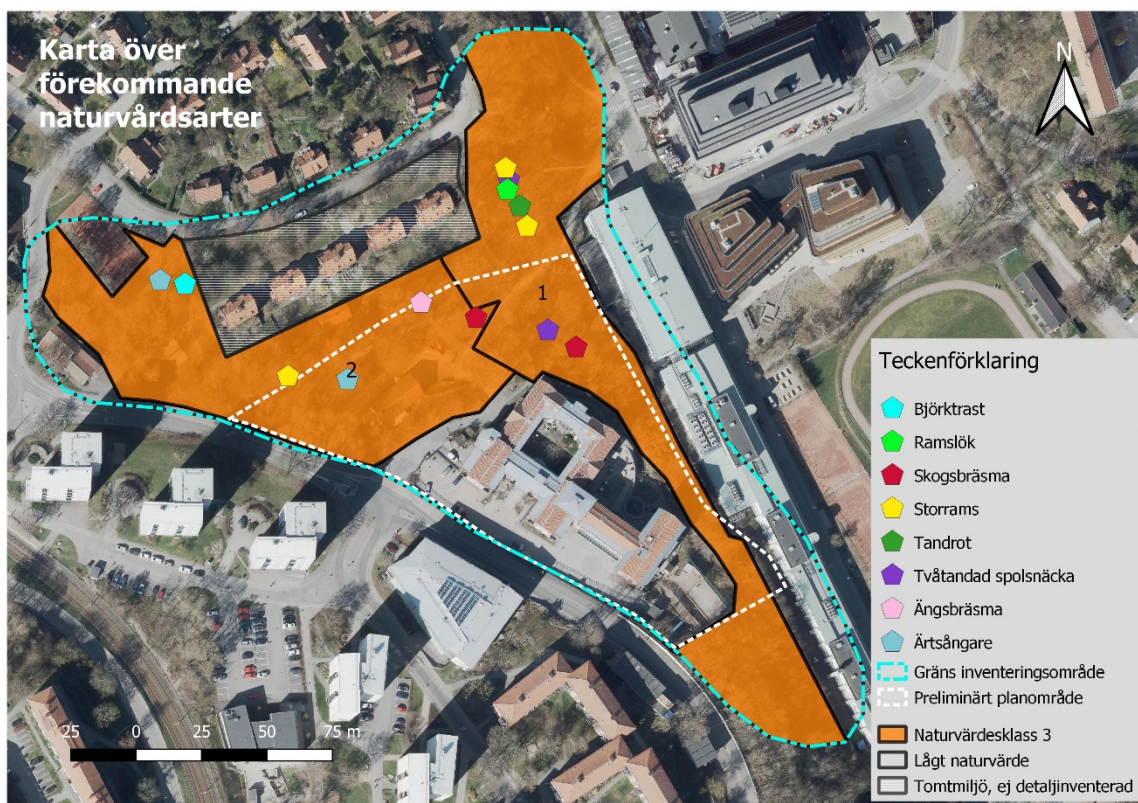 Karta över
förekommande
naturvårdsarter
N
1
2
Teckenförklaring
Björktrast
Ramslök
Skogsbräsma
Storrams
Tandrot
Tvåtandad spolsnäcka
Ängsbräsma
Ärtsångare
Gräns inventeringsområde
Preliminärt planområde
Naturvärdesklass 3
Lågt naturvärde
Tomtmiljö, ej detaljinventerad
25 0 25 50 75 m